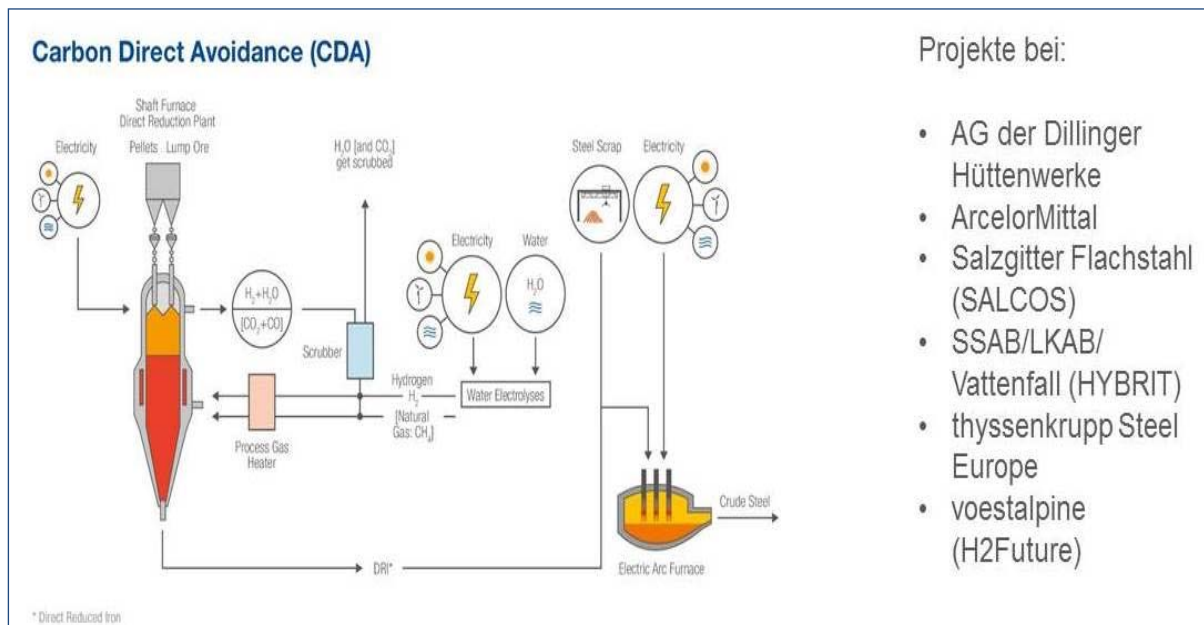 Carbon Direct Avoidance (CDA)
Shaft Furnace
Direct Reduction Plant
Electricity
Pellets Lump Ore
H₂O [and CO₂]
get scrubbed
Steel Scrap
Electricity
Electricity
Water
H₂O
H₂+H₂O
[CO₂+CO]
Scrubber
Hydrogen
H₂
[Natural
Gas: CH₄]
Water Electrolyses
Process Gas
Heater
Crude Steel
Electric Arc Furnace
DRI*
* Direct Reduced Iron
Projekte bei:
• AG der Dillinger
Hüttenwerke
• ArcelorMittal
• Salzgitter Flachstahl
(SALCOS)
• SSAB/LKAB/
Vattenfall (HYBRIT)
• thyssenkrupp Steel
Europe
• voestalpine
(H2Future)